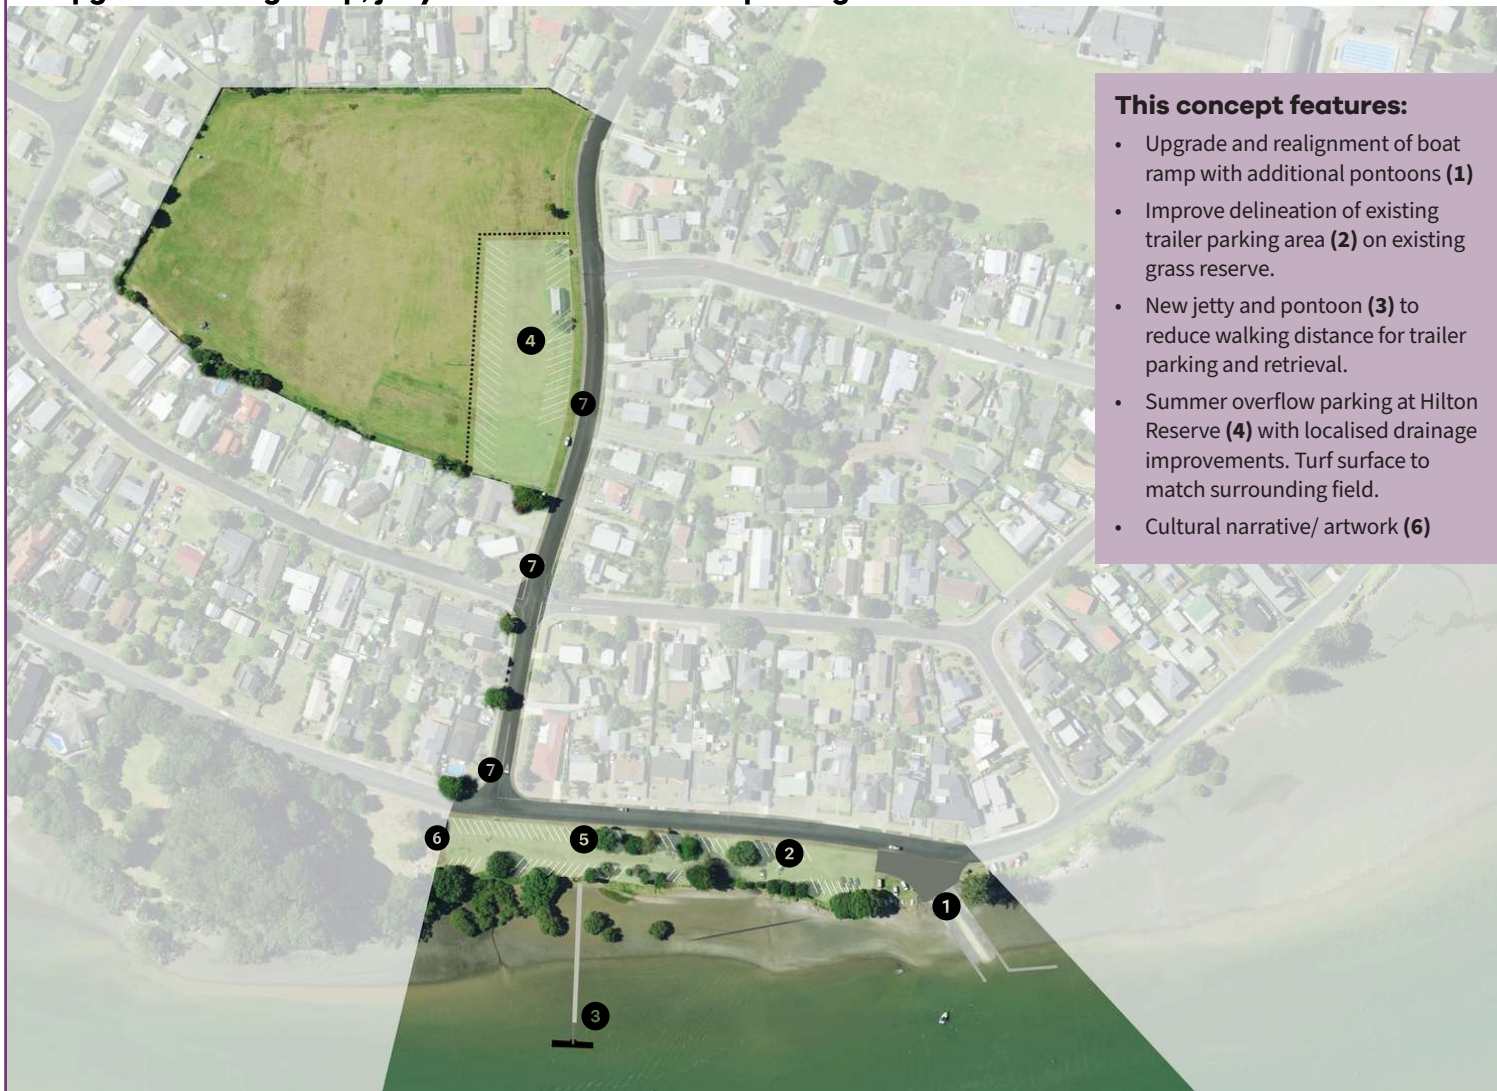 This concept features:
• Upgrade and realignment of boat
ramp with additional pontoons (1)
• Improve delineation of existing
trailer parking area (2) on existing
grass reserve.
• New jetty and pontoon (3) to
reduce walking distance for trailer
parking and retrieval.
• Summer overflow parking at Hilton
Reserve (4) with localised drainage
improvements. Turf surface to
match surrounding field.
• Cultural narrative/ artwork (6)
4
7
7
7
6
5
2
1
3